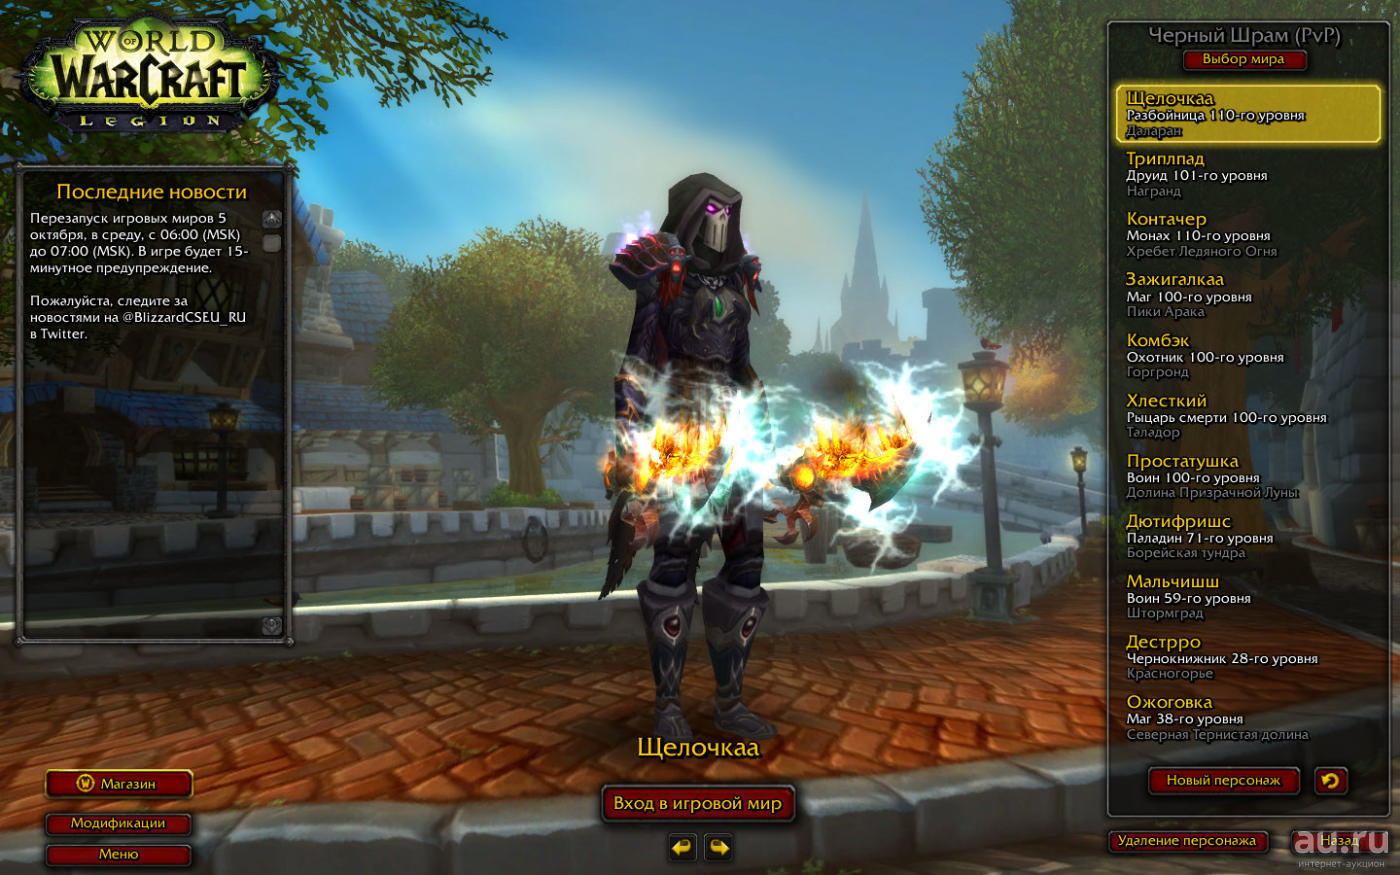 WORLD OF WARCRAFT
LEGION
Последние новости
Перезапуск игровых миров 5
октября, в среду, с 06:00 (MSK)
до 07:00 (MSK). В игре будет 15-
минутное предупреждение.
Пожалуйста, следите за
новостями на @BlizzardCSEU_RU
в Twitter.
Магазин
Модификации
Меню
Щелочкаа
Вход в игровой мир
Черный Шрам (PvP)
Выбор мира
Щелочкаа
Разбойница 110-го уровня
Даларан
Триплпад
Друид 101-го уровня
Награнд
Контачер
Монах 110-го уровня
Хребет Ледяного Огня
Зажигалкаа
Маг 100-го уровня
Пики Арака
Комбэк
Охотник 100-го уровня
Горгронд
Хлесткий
Рыцарь смерти 100-го уровня
Таладор
Простатушка
Воин 100-го уровня
Долина Призрачной Луны
Дютифришс
Паладин 71-го уровня
Борейская тундра
Мальчишш
Воин 59-го уровня
Штормград
Дестрро
Чернокнижник 28-го уровня
Красногорье
Ожоговка
Маг 38-го уровня
Северная Тернистая долина
Новый персонаж
Удаление персонажа
Назад
au.ru
интернет-аукцион